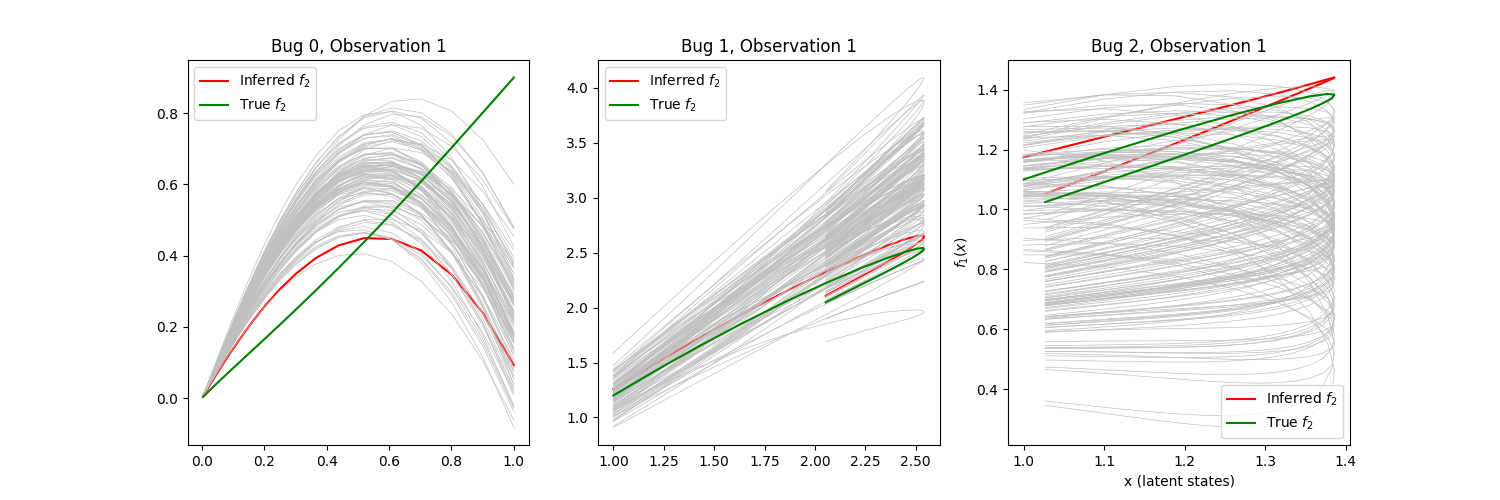 Bug 0, Observation 1
Inferred f₂
True f₂
0.8
0.6
0.4
0.2
0.0
0.0 0.2 0.4 0.6 0.8 1.0
Bug 1, Observation 1
Inferred f₂
True f₂
4.0
3.5
3.0
2.5
2.0
1.5
1.0
1.00 1.25 1.50 1.75 2.00 2.25 2.50
Bug 2, Observation 1
f₁(x)
1.4
1.2
1.0
0.8
0.6
0.4
Inferred f₂
True f₂
1.0 1.1 1.2 1.3 1.4
x (latent states)